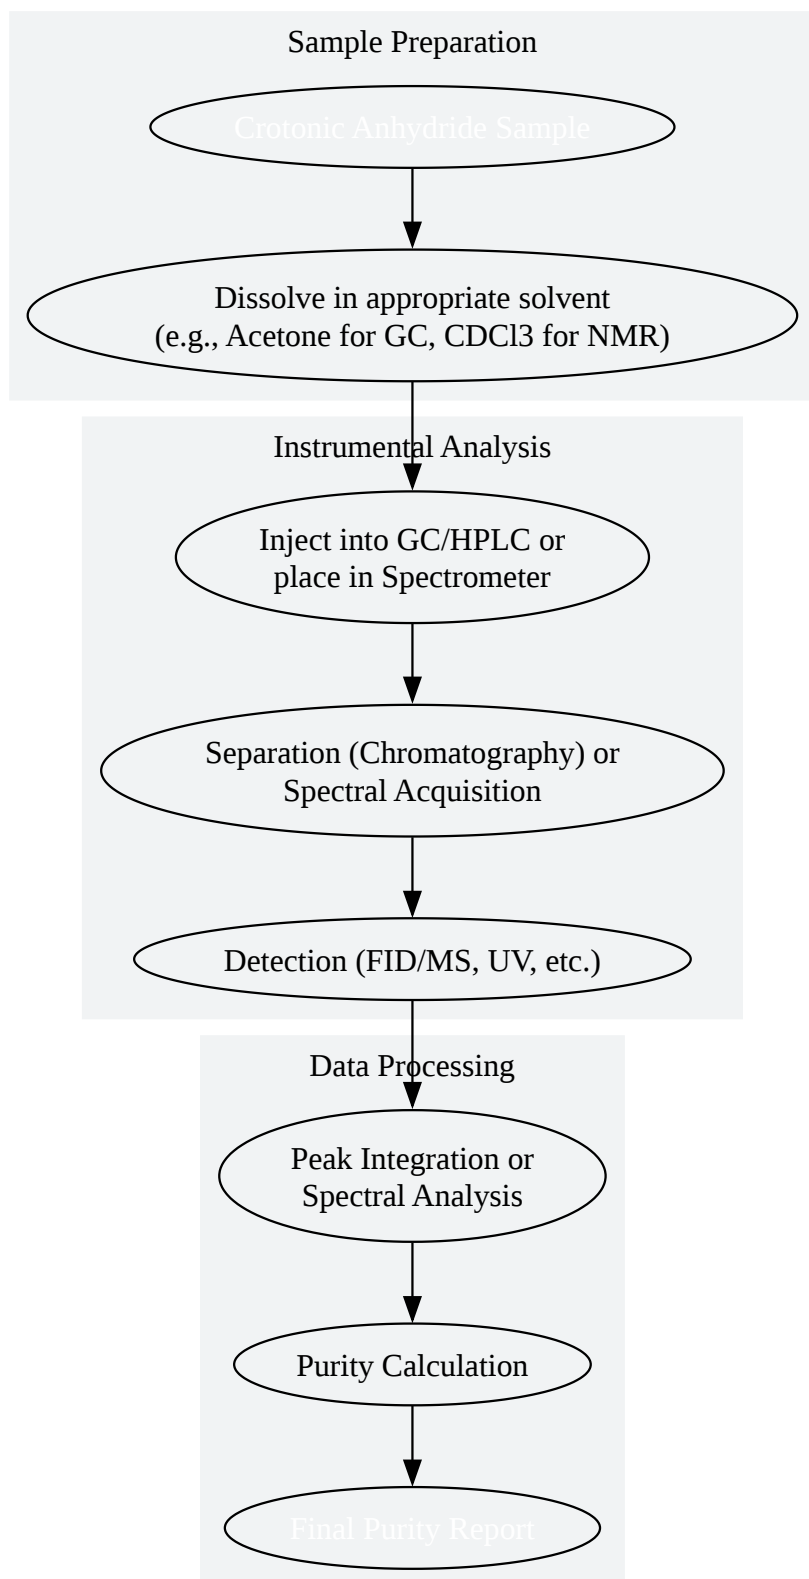 Sample Preparation
Crotonic Anhydride Sample
Dissolve in appropriate solvent
(e.g., Acetone for GC, CDCl3 for NMR)
Instrumental Analysis
Inject into GC/HPLC or
place in Spectrometer
Separation (Chromatography) or
Spectral Acquisition
Detection (FID/MS, UV, etc.)
Data Processing
Peak Integration or
Spectral Analysis
Purity Calculation
Final Purity Report